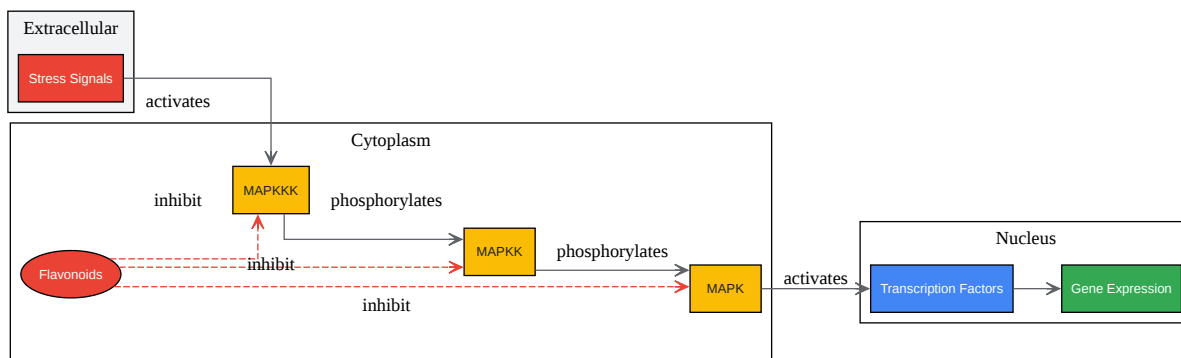 Extracellular
Stress Signals
activates
Cytoplasm
MAPKKK
inhibit
phosphorylates
MAPKK
phosphorylates
Flavonoids
inhibit
MAPK
inhibit
activates
Nucleus
Transcription Factors
Gene Expression